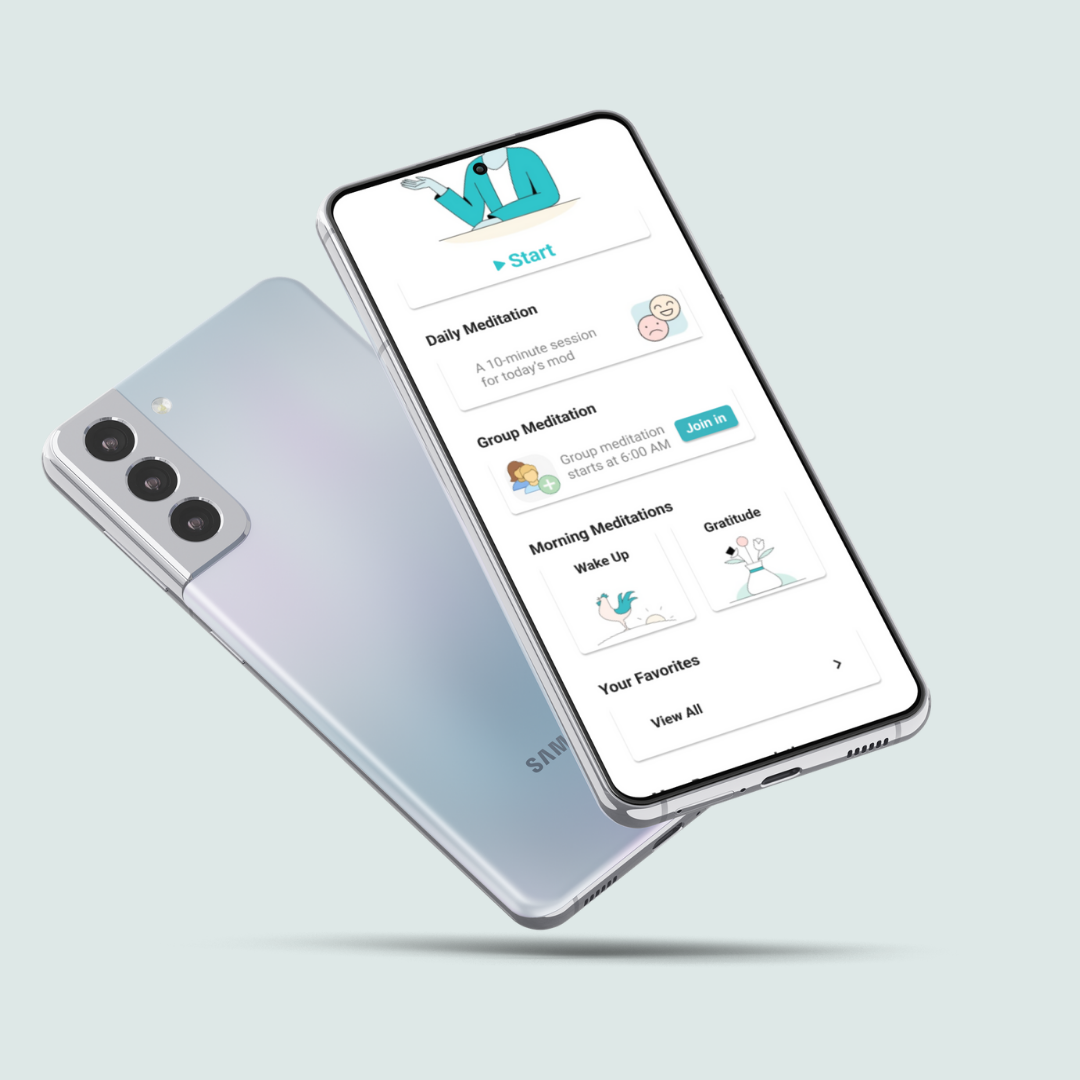 Start
Daily Meditation
A 10-minute session
for today's mod
Group Meditation
Group meditation
starts at 6:00 AM
Join in
Morning Meditations
Wake Up
Gratitude
Your Favorites
View All